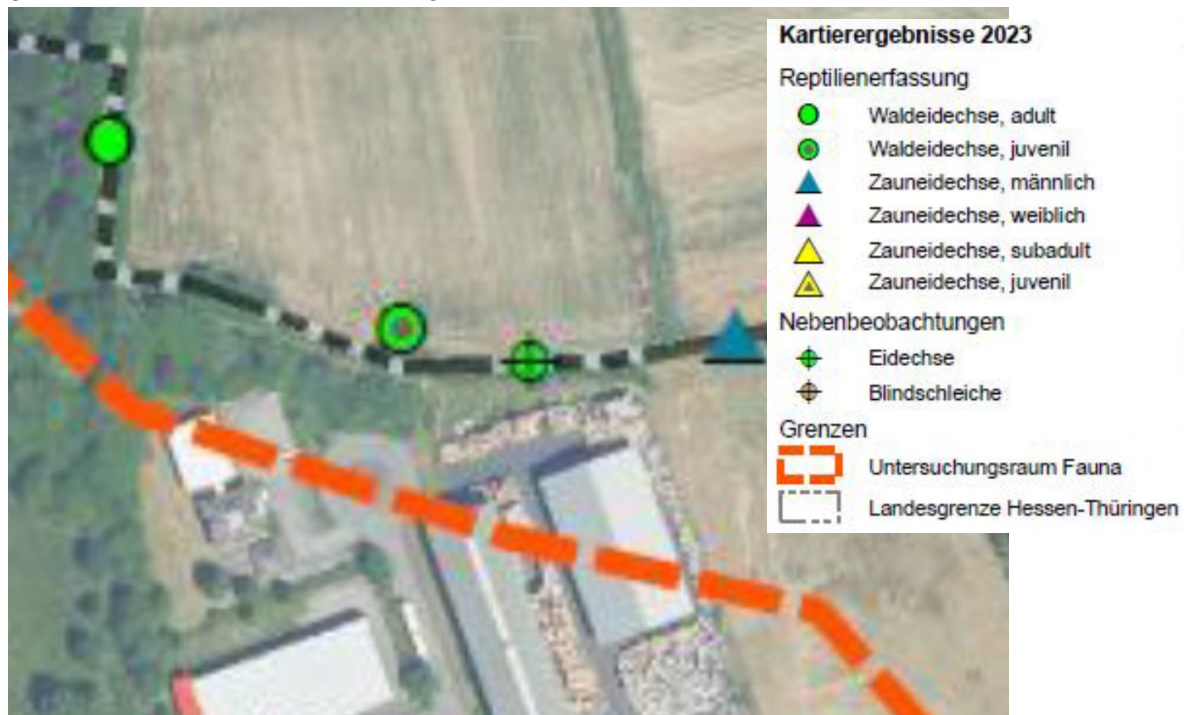 Kartierergebnisse 2023
Reptilienerfassung
Waldeidechse, adult
Waldeidechse, juvenil
Zauneidechse, männlich
Zauneidechse, weiblich
Zauneidechse, subadult
Zauneidechse, juvenil
Nebenbeobachtungen
Eidechse
Blindschleiche
Grenzen
Untersuchungsraum Fauna
Landesgrenze Hessen-Thüringen